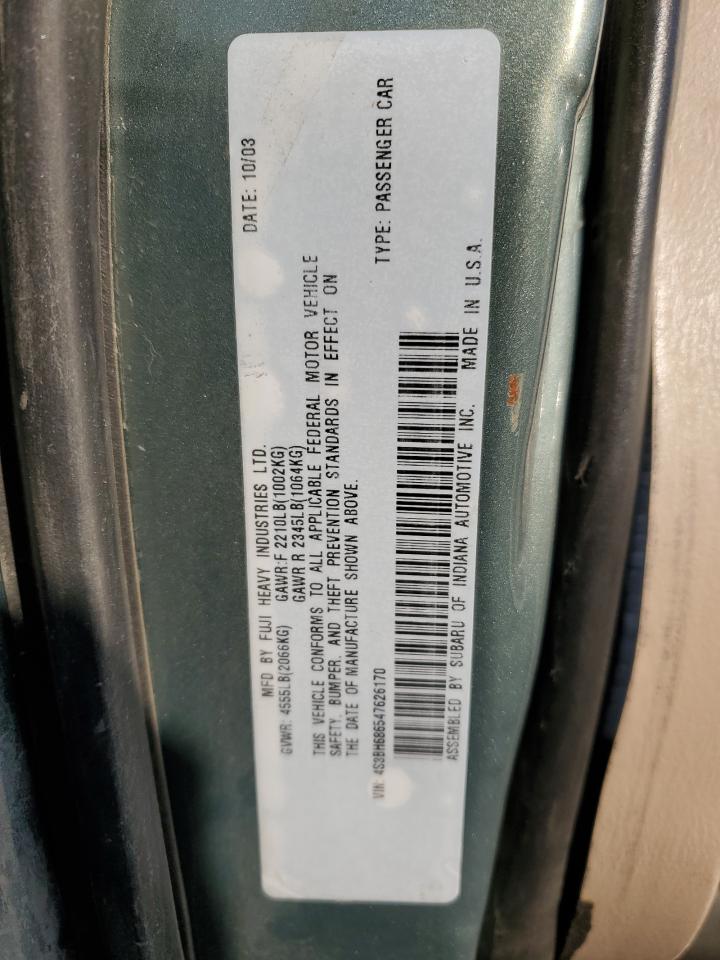 MFD BY FUJI HEAVY INDUSTRIES LTD. DATE: 10/03
GVWR: 4555LB(2066KG) GAWR:F 2210LB(1002KG)
GAWR R 2345LB(1064KG)
THIS VEHICLE CONFORMS TO ALL APPLICABLE FEDERAL MOTOR VEHICLE
SAFETY, BUMPER, AND THEFT PREVENTION STANDARDS IN EFFECT ON
THE DATE OF MANUFACTURE SHOWN ABOVE.
VIN: 4S3BH686547626170 TYPE: PASSENGER CAR
ASSEMBLED BY SUBARU OF INDIANA AUTOMOTIVE INC. MADE IN U.S.A.